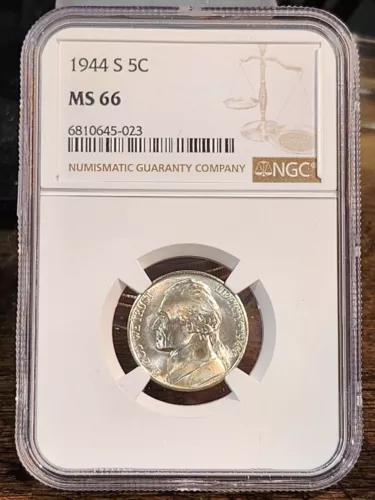 1944 S 5C
MS 66
6810645-023
NUMISMATIC GUARANTY COMPANY
NGC